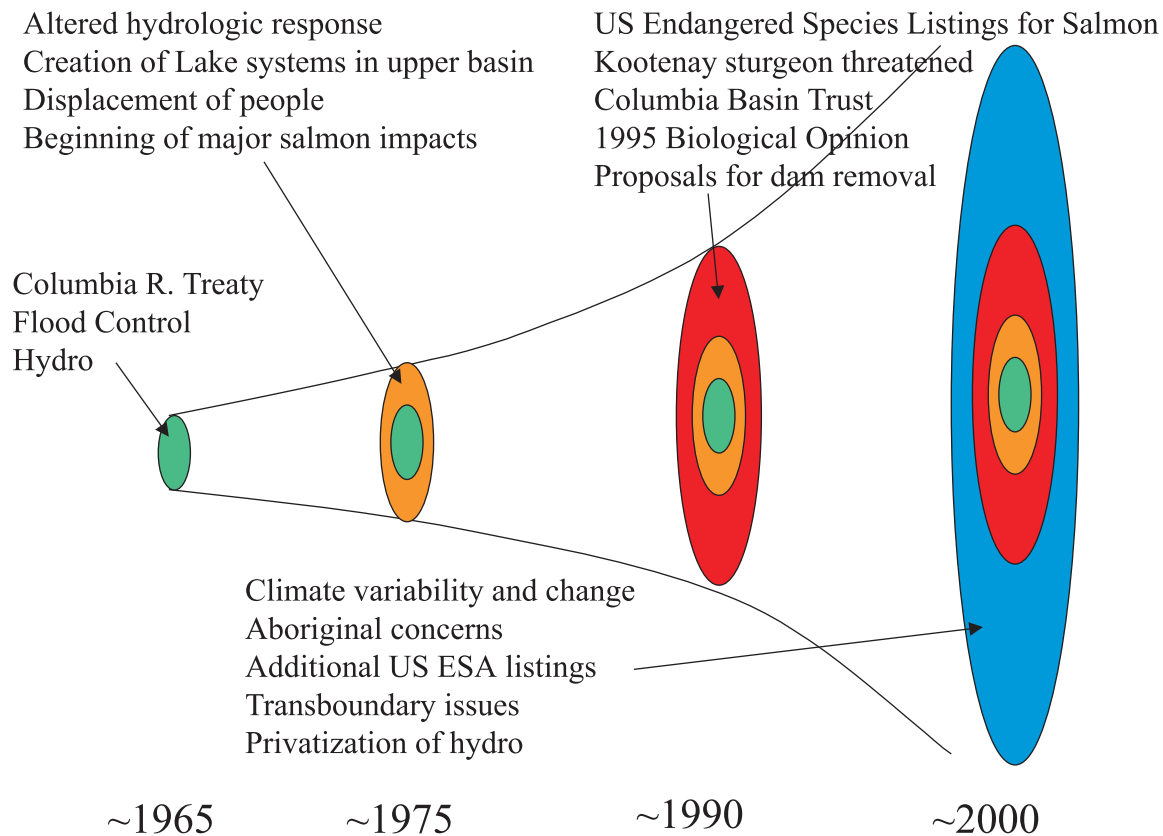 Altered hydrologic response
Creation of Lake systems in upper basin
Displacement of people
Beginning of major salmon impacts
US Endangered Species Listings for Salmon
Kootenay sturgeon threatened
Columbia Basin Trust
1995 Biological Opinion
Proposals for dam removal
Columbia R. Treaty
Flood Control
Hydro
Climate variability and change
Aboriginal concerns
Additional US ESA listings
Transboundary issues
Privatization of hydro
~1965
~1975
~1990
~2000